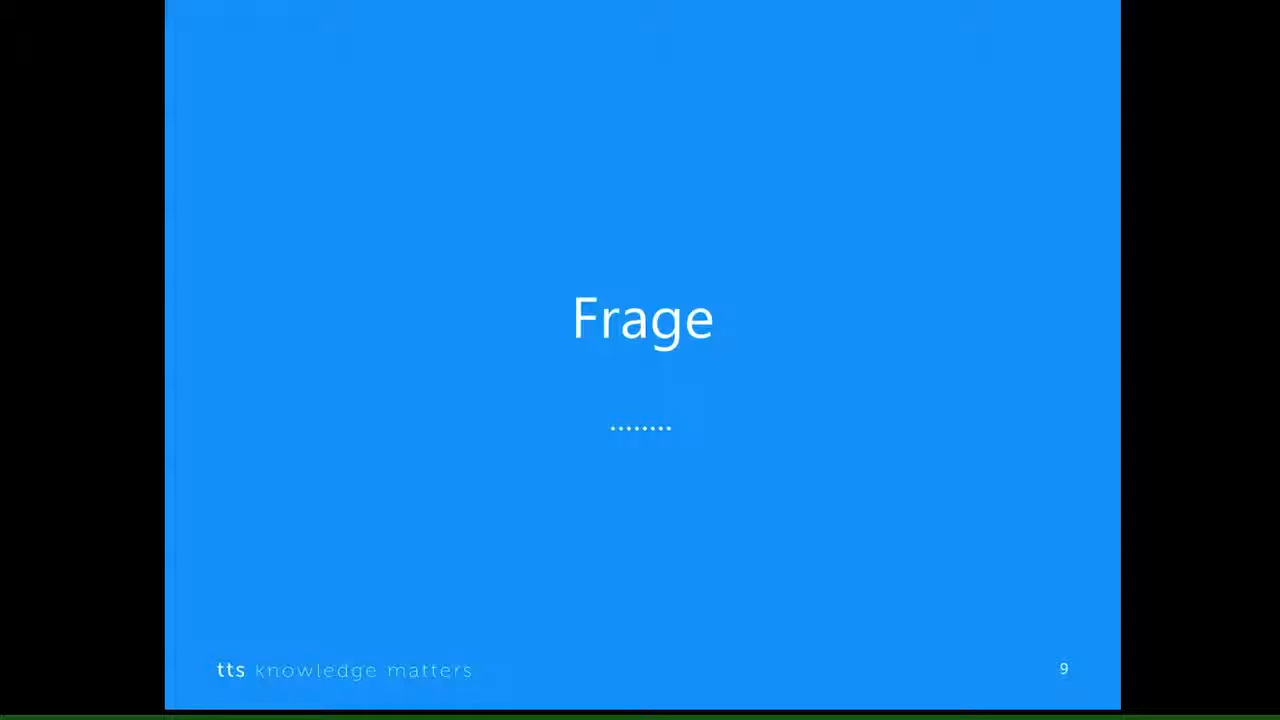 Frage
........
tts knowledge matters
9